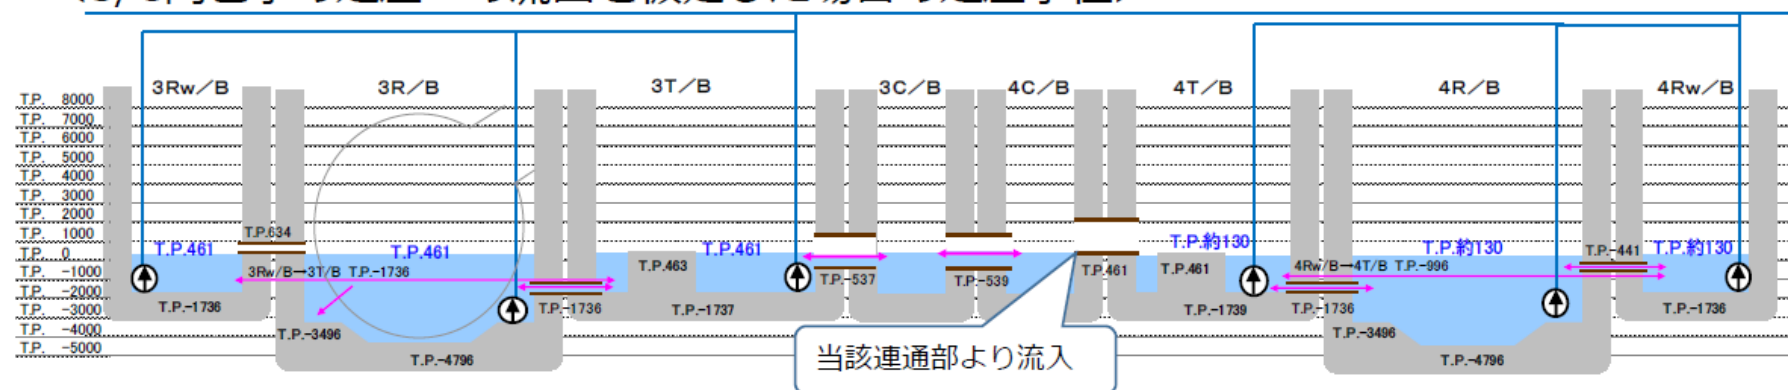 3Rw/B 3R/B 3T/B 3C/B 4C/B 4T/B 4R/B 4Rw/B
T.P. 8000
T.P. 7000
T.P. 6000
T.P. 5000
T.P. 4000
T.P. 3000
T.P. 2000
T.P. 1000
T.P. 0
T.P. -1000
T.P. -2000
T.P. -3000
T.P. -4000
T.P. -5000
T.P.634
T.P.461 T.P.461 T.P.461 T.P.約130 T.P.約130 T.P.-441 T.P.約130
3Rw/B→3T/B T.P.-1736
T.P.463
T.P.-537
T.P.-539
T.P.461
T.P.461
4Rw/B→4T/B T.P.-996
T.P.-1736
T.P.-3496
T.P.-4796
T.P.-1736
T.P.-1737
T.P.-1739
T.P.-1736
T.P.-3496
T.P.-4796
T.P.-1736
当該連通部より流入